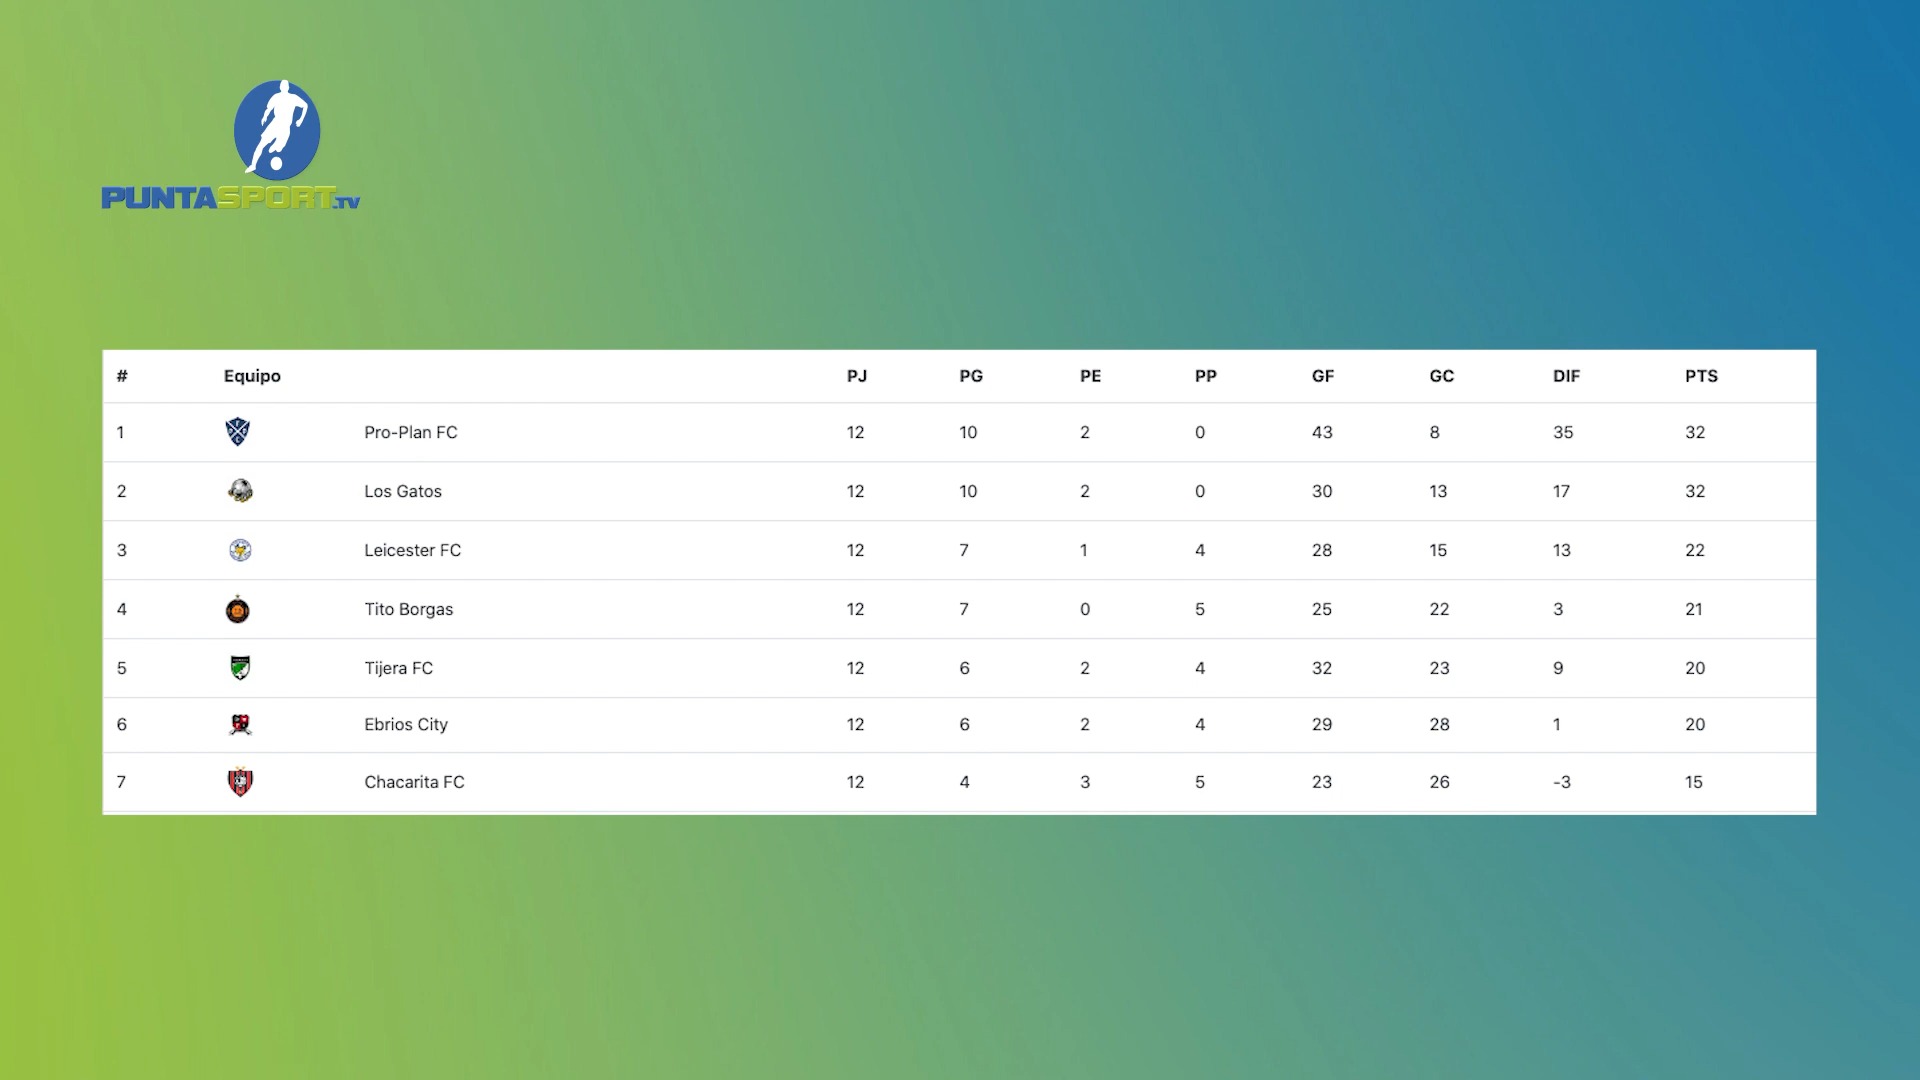 PUNTASPORT.TV
# Equipo PJ PG PE PP GF GC DIF PTS
1 Pro-Plan FC 12 10 2 0 43 8 35 32
2 Los Gatos 12 10 2 0 30 13 17 32
3 Leicester FC 12 7 1 4 28 15 13 22
4 Tito Borgas 12 7 0 5 25 22 3 21
5 Tijera FC 12 6 2 4 32 23 9 20
6 Ebrios City 12 6 2 4 29 28 1 20
7 Chacarita FC 12 4 3 5 23 26 -3 15